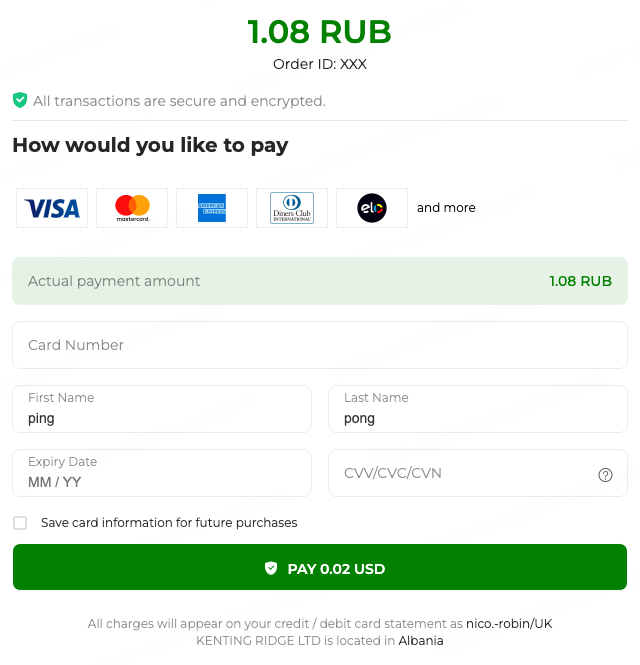 1.08 RUB
Order ID: XXX
All transactions are secure and encrypted.
How would you like to pay
VISA mastercard. AMERICAN EXPRESS Diners Club INTERNATIONAL elo and more
Actual payment amount 1.08 RUB
Card Number
First Name Last Name
ping pong
Expiry Date
MM / YY CVV/CVC/CVN
Save card information for future purchases
PAY 0.02 USD
All charges will appear on your credit / debit card statement as nico.-robin/UK
KENTING RIDGE LTD is located in Albania